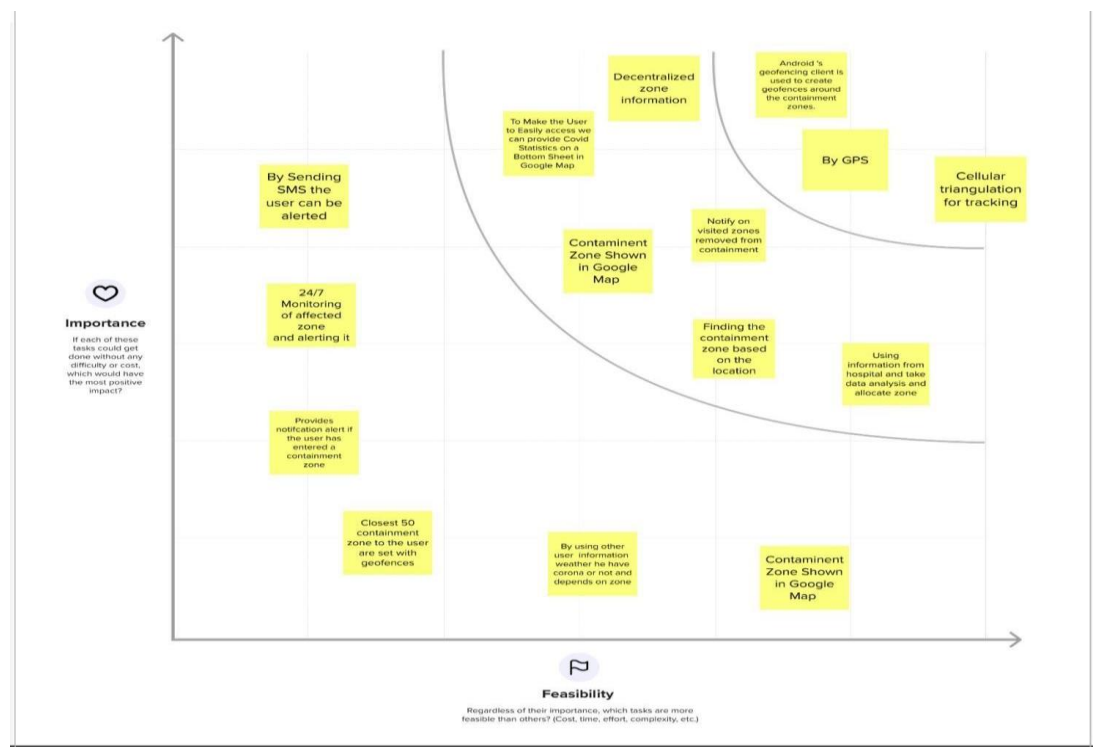 Android 's
geofencing client is
used to create
geofences around
the containment
zones.
Decentralized
zone
information
To Make the User
to Easily access we
can provide Covid
Statistics on a
Bottom Sheet in
Google Map
By GPS
Cellular
triangulation
for tracking
By Sending
SMS the
user can be
alerted
Notify on
visited zones
removed from
containment
Contaminent
Zone Shown
in Google
Map
24/7
Monitoring
of affected
zone
and alerting it
Importance
If each of these
tasks could get
done without any
difficulty or cost,
which would have
the most positive
impact?
Finding the
containment
zone based
on the
location
Using
information from
hospital and take
data analysis and
allocate zone
Provides
notifcation alert if
the user has
entered a
containment
zone
Closest 50
containment
zone to the user
are set with
geofences
By using other
user information
weather he have
corona or not and
depends on zone
Contaminent
Zone Shown
in Google
Map
Feasibility
Regardless of their importance, which tasks are more
feasible than others? (Cost, time, effort, complexity, etc.)